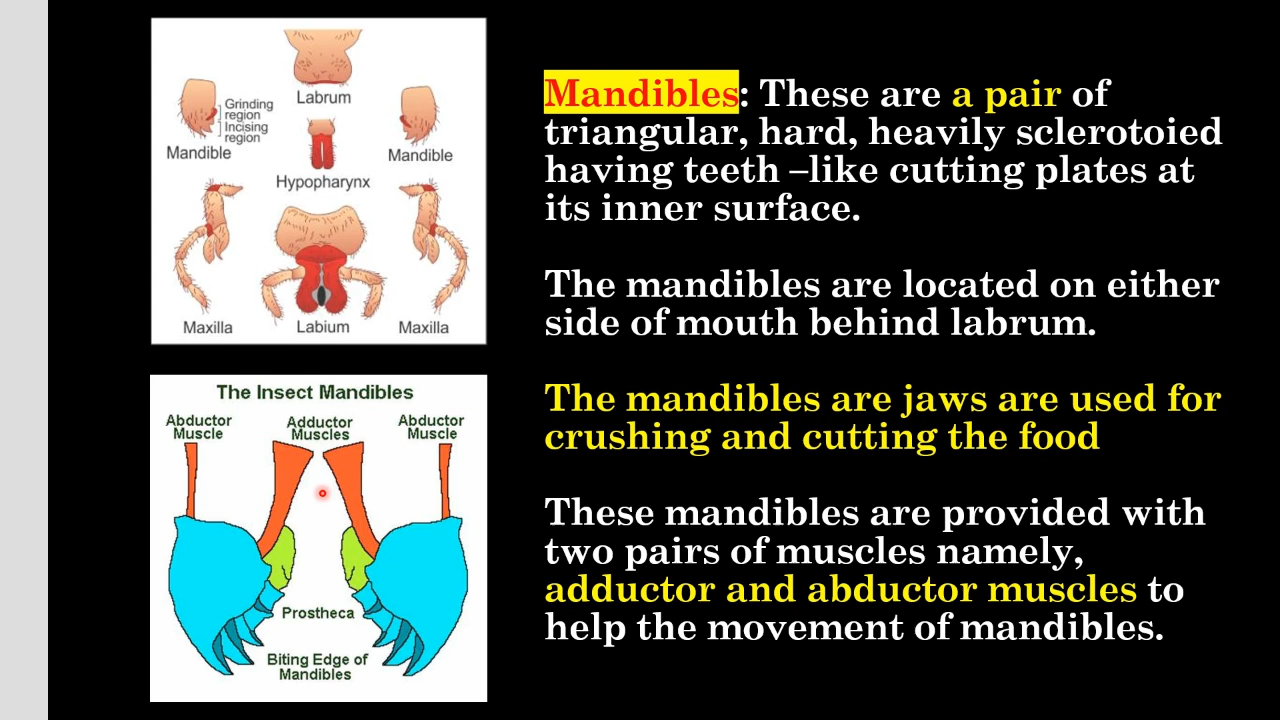 Labrum
Grinding
region
Incising
region
Mandible
Mandible
Hypopharynx
Maxilla
Labium
Maxilla
The Insect Mandibles
Abductor
Muscle
Adductor
Muscles
Abductor
Muscle
Prostheca
Biting Edge of
Mandibles
Mandibles: These are a pair of
triangular, hard, heavily sclerotoied
having teeth –like cutting plates at
its inner surface.
The mandibles are located on either
side of mouth behind labrum.
The mandibles are jaws are used for
crushing and cutting the food
These mandibles are provided with
two pairs of muscles namely,
adductor and abductor muscles to
help the movement of mandibles.